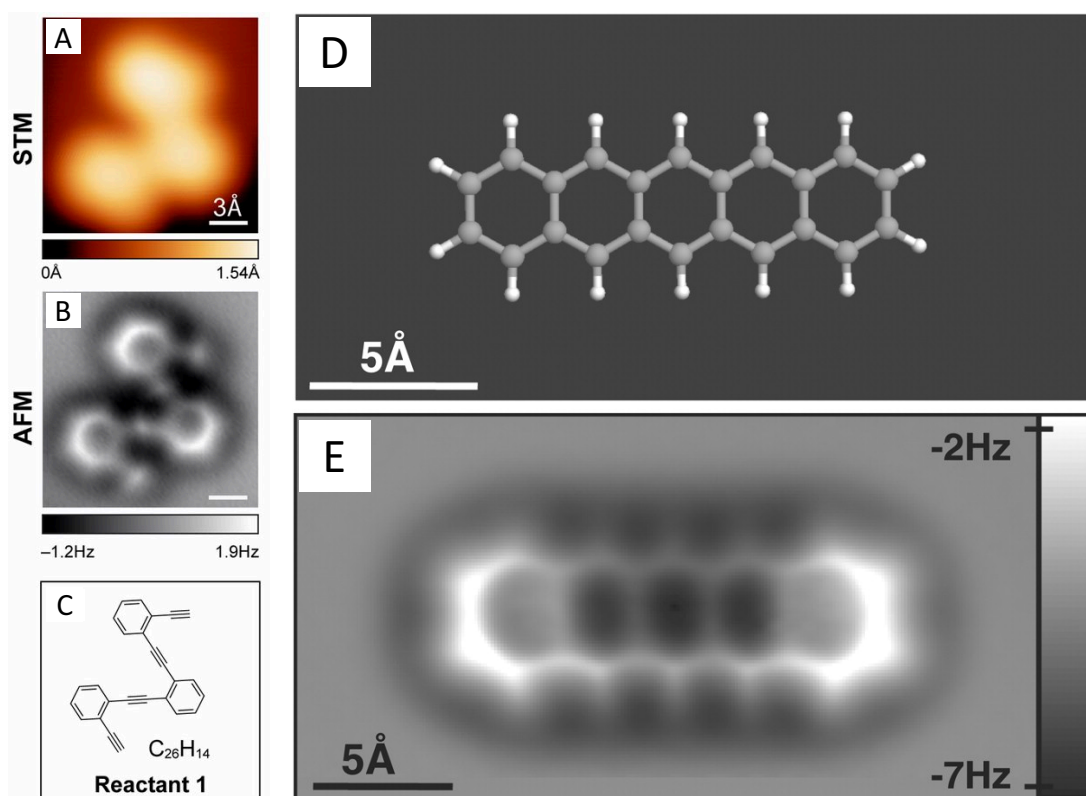 A
STM
3Å
0Å 1.54Å
B
AFM
–1.2Hz 1.9Hz
C
C₂₆H₁₄
Reactant 1
D
5Å
E
-2Hz
5Å
-7Hz